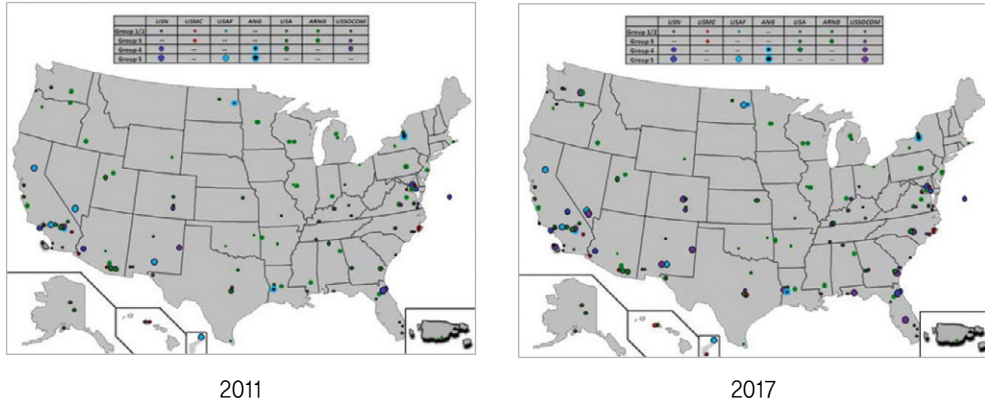 USN USMC USAF ANG USA ARNG USSOCOM
Group 1/2 --
Group 3 -- -- -- -- --
Group 4 -- -- --
Group 5 -- -- -- --
USN USMC USAF ANG USA ARNG USSOCOM
Group 1/2 --
Group 3 -- -- -- --
Group 4 -- -- --
Group 5 -- -- --
2011
2017